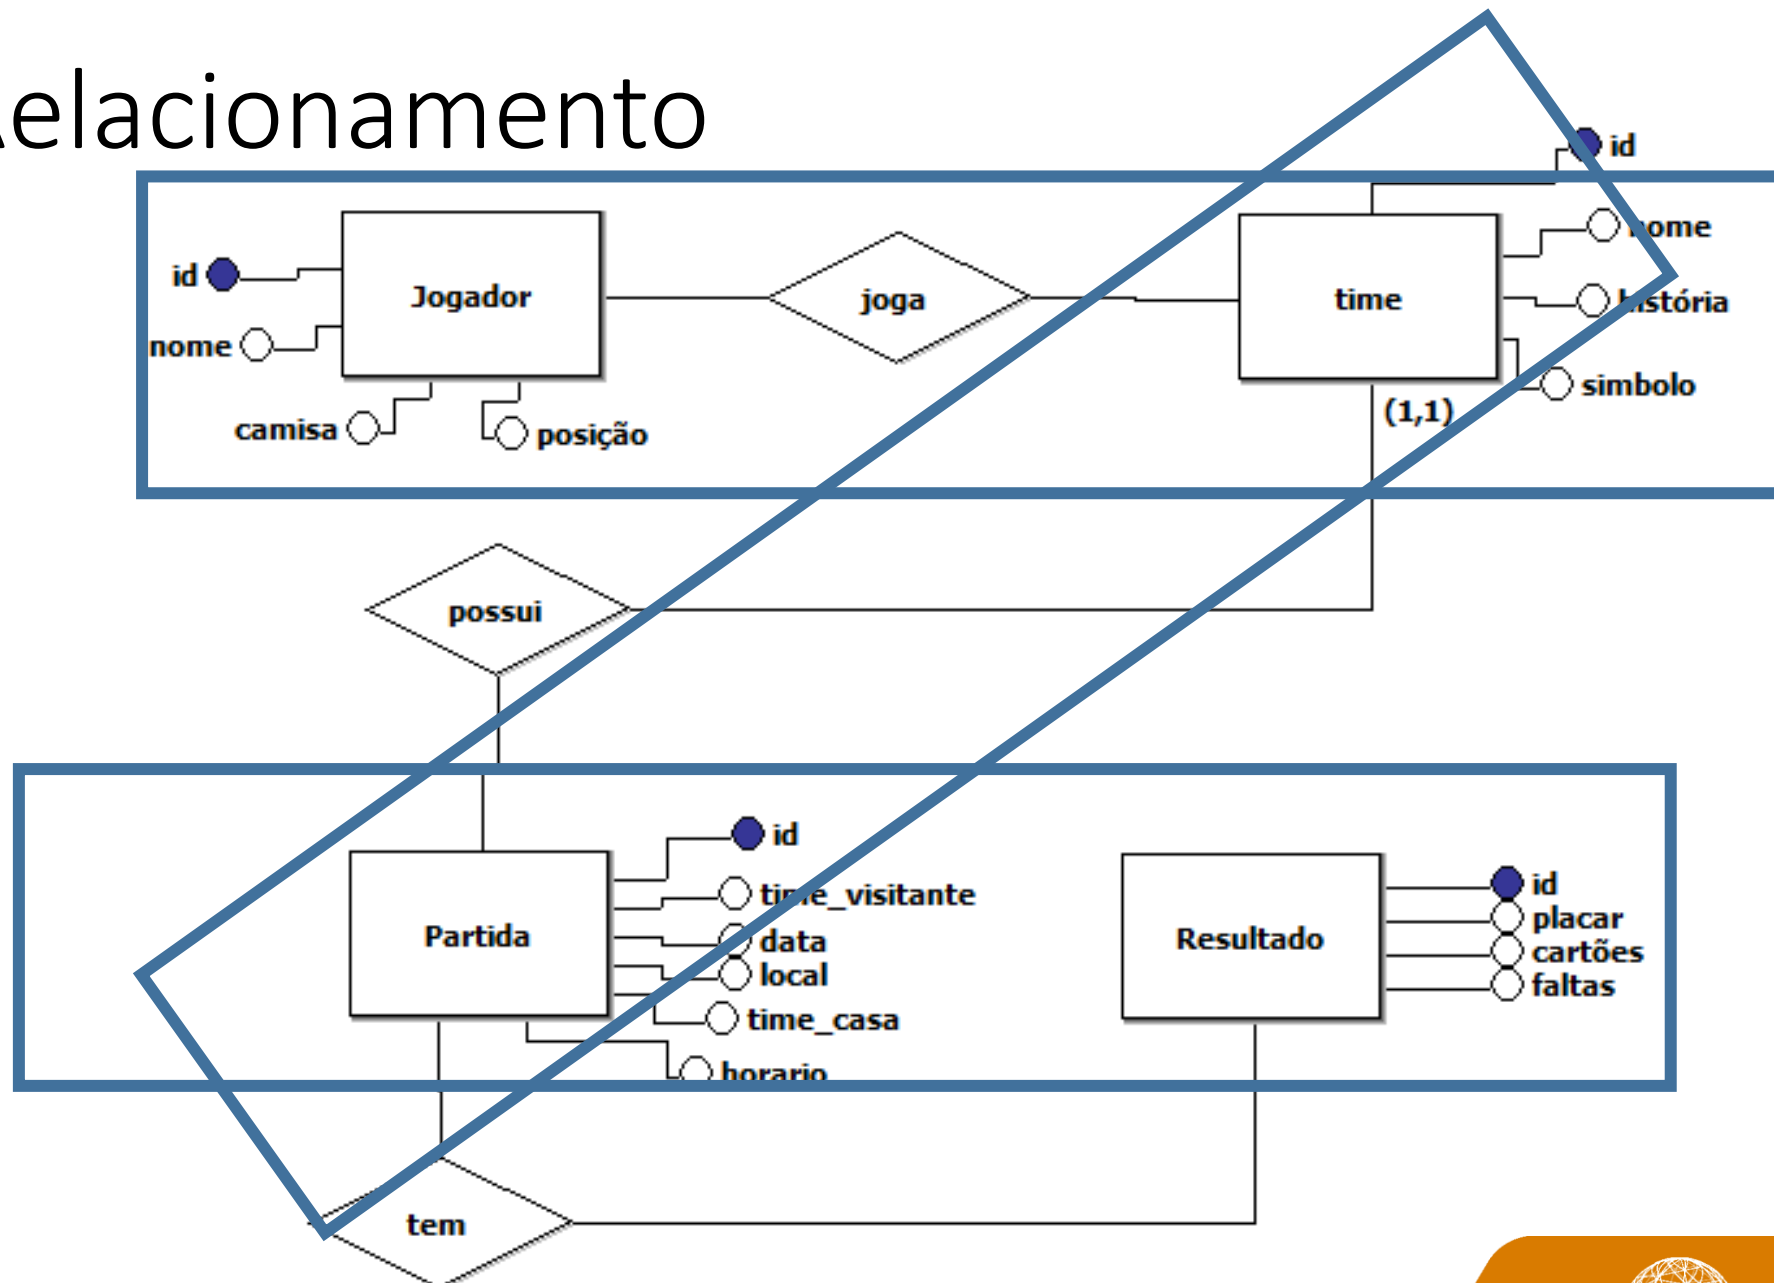 Relacionamento
id
nome
id
Jogador
joga
time
história
nome
simbolo
camisa
posição
(1,1)
possui
id
time_visitante
data
local
time_casa
horario
Partida
Resultado
id
placar
cartões
faltas
tem